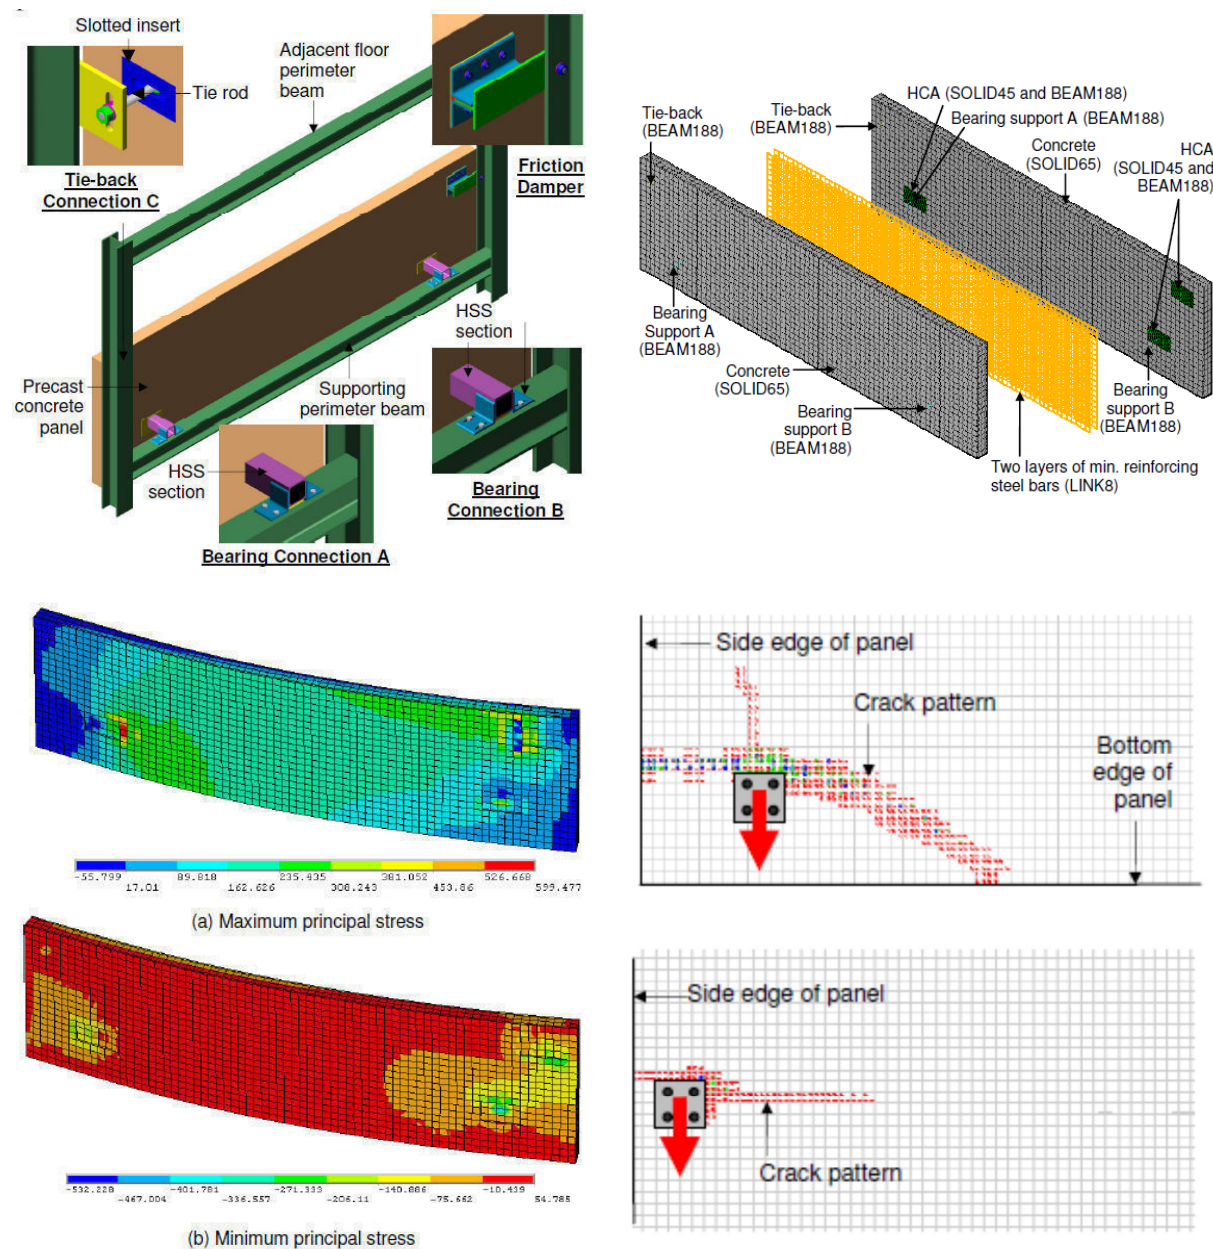 Slotted insert
Tie rod
Tie-back
Connection C
Adjacent floor
perimeter
beam
Friction
Damper
HSS
section
Precast
concrete
panel
Supporting
perimeter beam
HSS
section
Bearing
Connection B
Bearing Connection A
Tie-back
(BEAM188)
Tie-back
(BEAM188)
HCA (SOLID45 and BEAM188)
Bearing support A (BEAM188)
Concrete
(SOLID65)
HCA
(SOLID45 and
BEAM188)
Bearing
Support A
(BEAM188)
Concrete
(SOLID65)
Bearing
support B
(BEAM188)
Bearing
support B
(BEAM188)
Two layers of min. reinforcing
steel bars (LINK8)
-55.799 89.818 235.435 381.052 526.668
17.01 162.626 308.243 453.86 599.477
(a) Maximum principal stress
Side edge of panel
Crack pattern
Bottom
edge of
panel
-532.228 -401.781 -271.333 -140.886 -10.439
-467.004 -336.557 -206.11 -75.662 54.785
(b) Minimum principal stress
Side edge of panel
Crack pattern